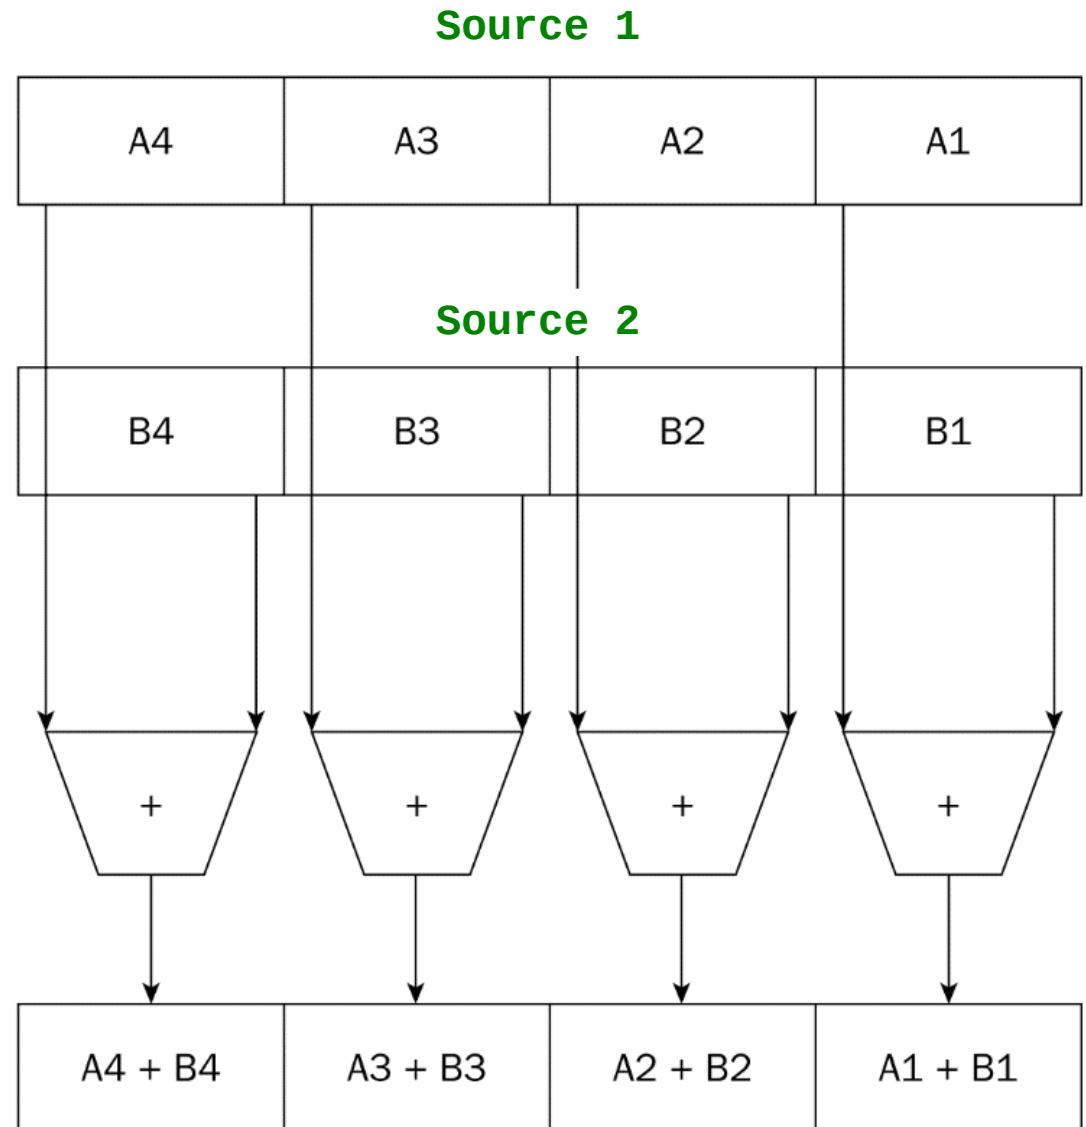 Source 1
A4 A3 A2 A1
Source 2
B4 B3 B2 B1
+ + + +
A4 + B4 A3 + B3 A2 + B2 A1 + B1